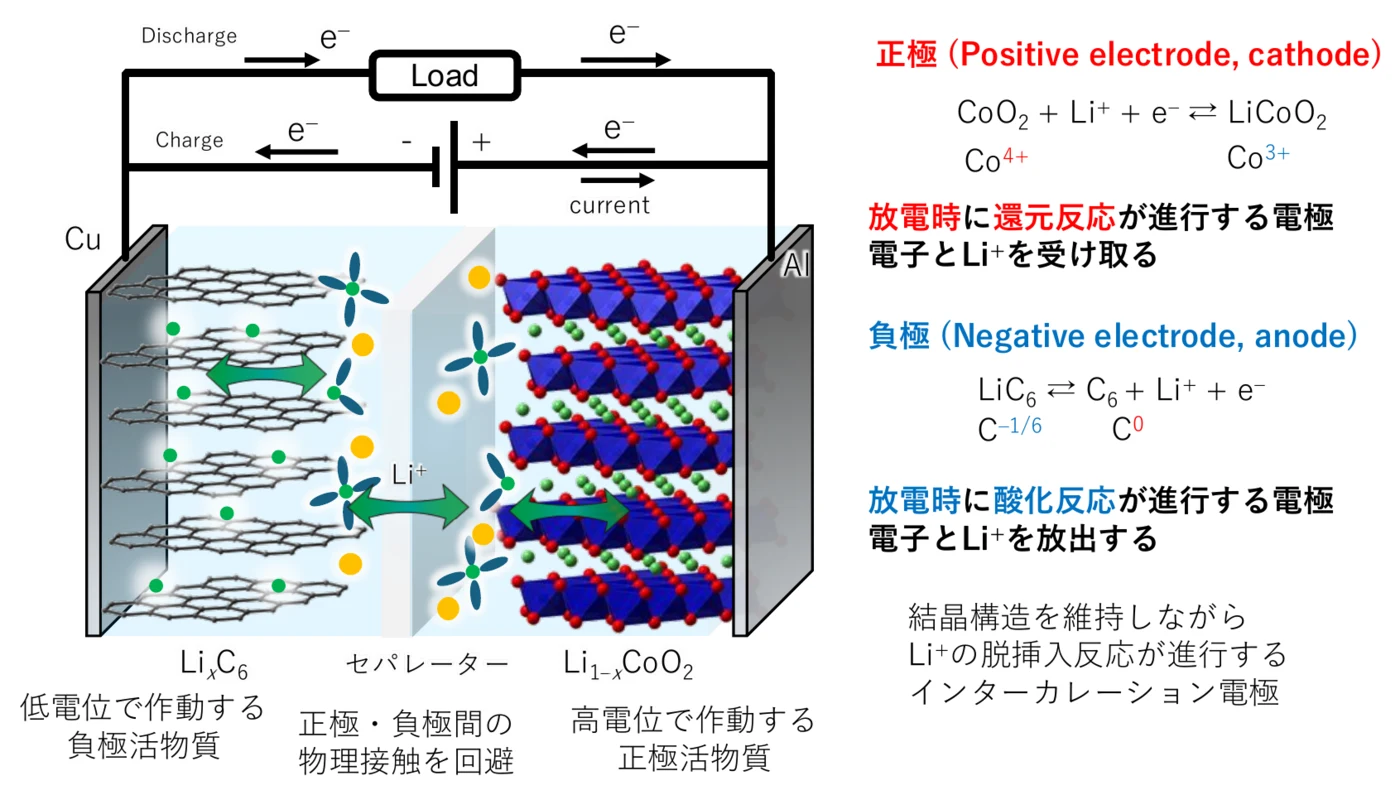 Discharge
e⁻
e⁻
Load
Charge
e⁻
-
+
e⁻
current
Cu
Al
Li⁺
LiₓC₆
低電位で作動する
負極活物質
セパレーター
正極・負極間の
物理接触を回避
Li₁₋ₓCoO₂
高電位で作動する
正極活物質
正極（Positive electrode, cathode）
CoO₂ + Li⁺ + e⁻ ⇄ LiCoO₂
Co⁴⁺ Co³⁺
放電時に還元反応が進行する電極
電子とLi⁺を受け取る
負極（Negative electrode, anode）
LiC₆ ⇄ C₆ + Li⁺ + e⁻
C⁻¹ᐟ⁶ C⁰
放電時に酸化反応が進行する電極
電子とLi⁺を放出する
結晶構造を維持しながら
Li⁺の脱挿入反応が進行する
インターカレーション電極